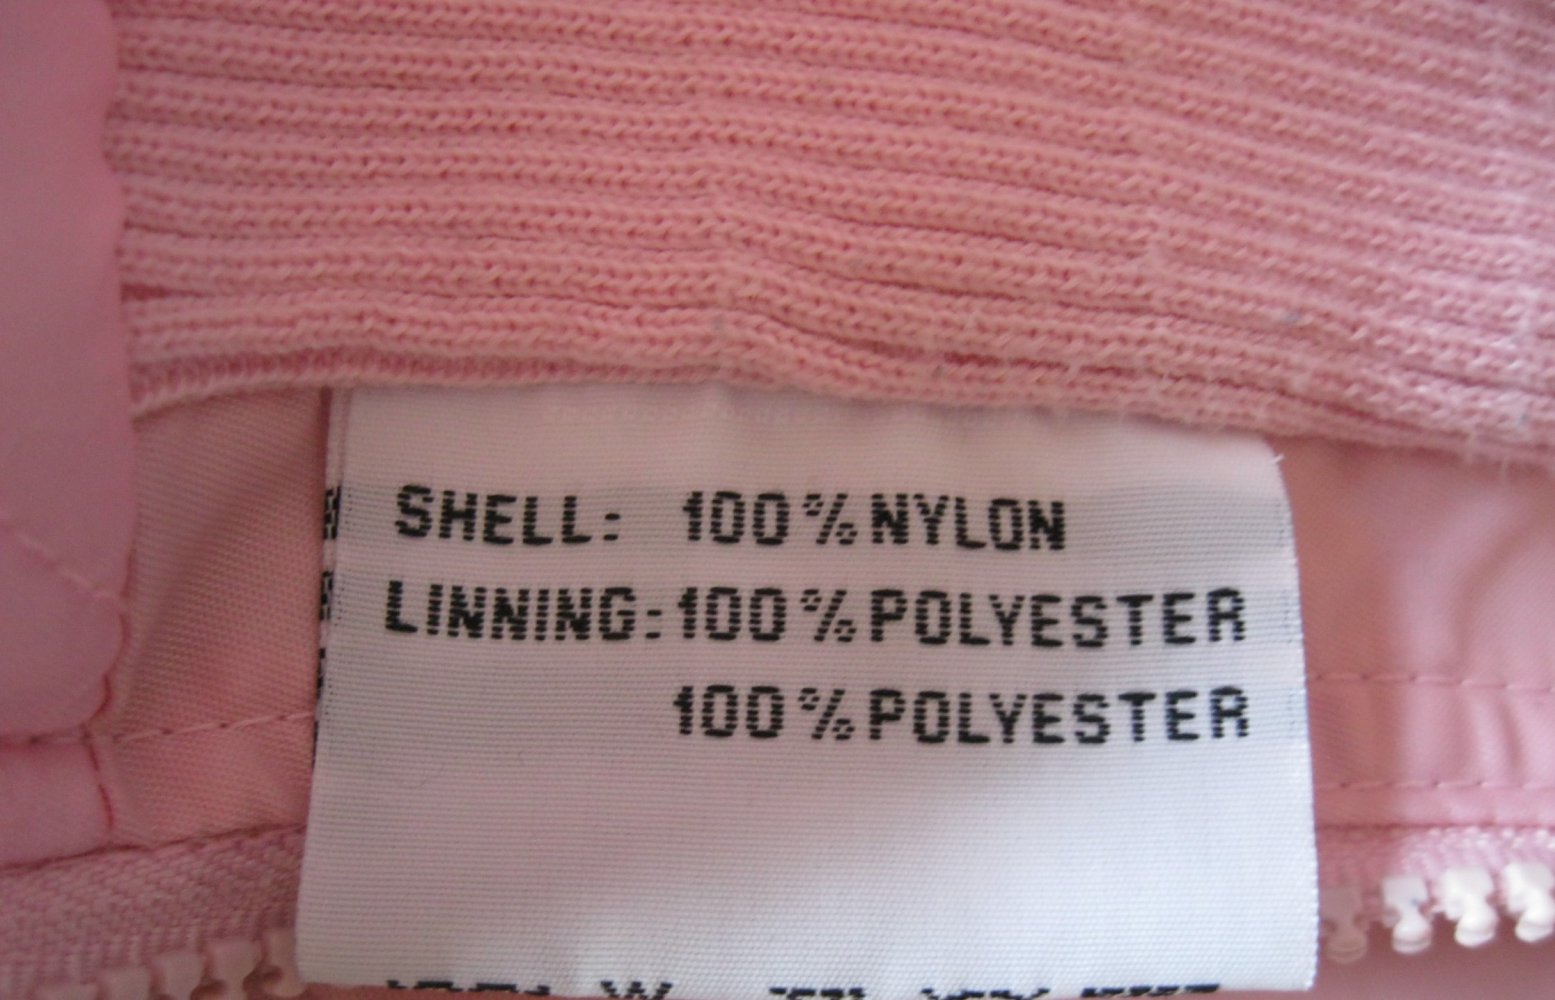 SHELL: 100% NYLON
LINNING: 100% POLYESTER
100% POLYESTER